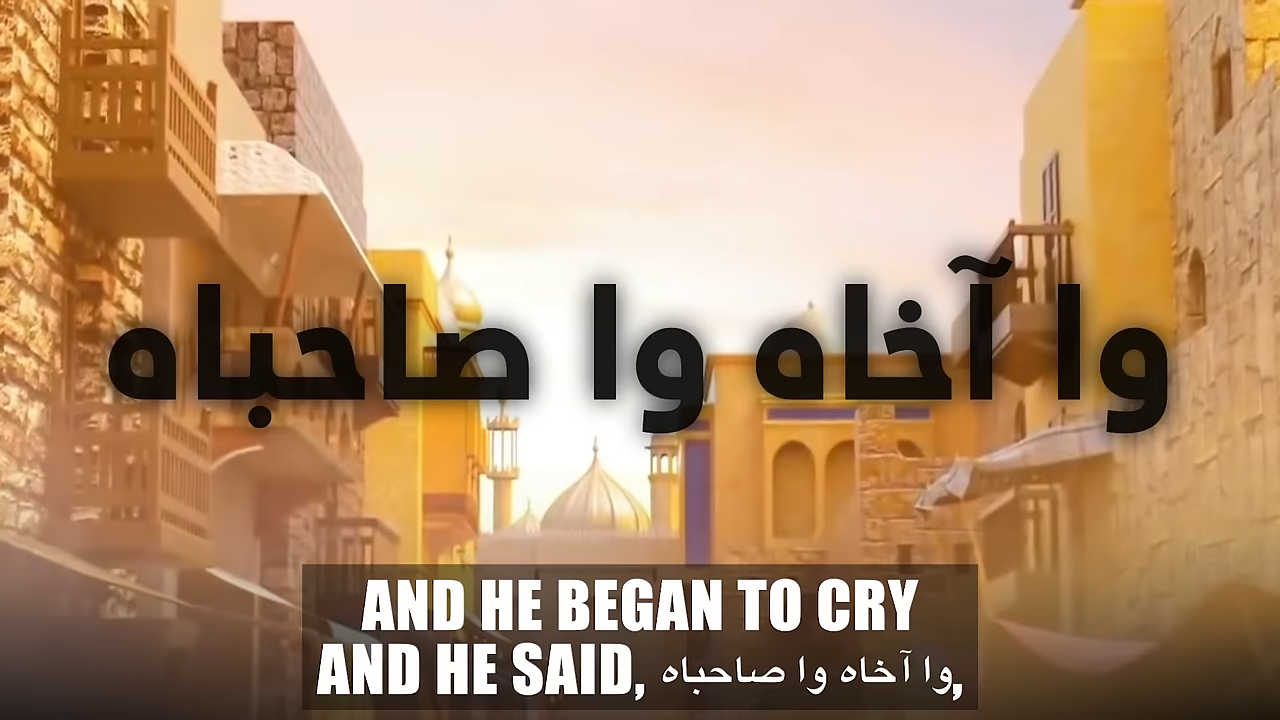 وا آخاه وا صاحباه
AND HE BEGAN TO CRY
AND HE SAID, وا آخاه وا صاحباه,